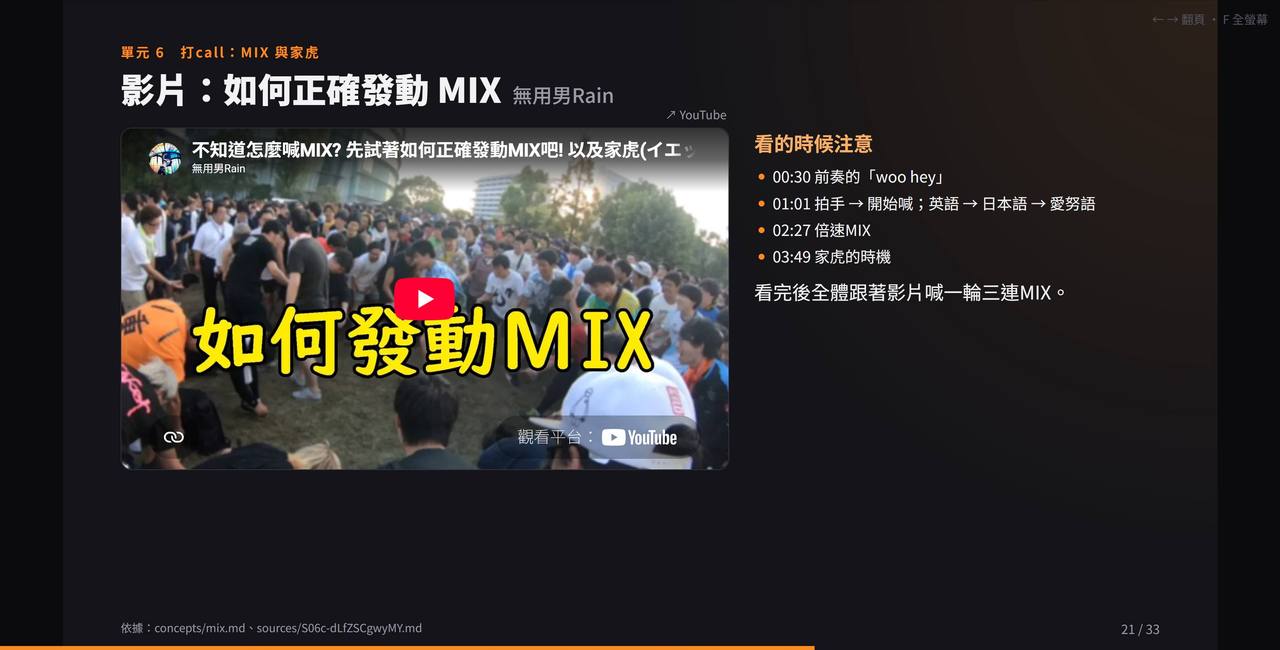 ← → 翻頁 · F 全螢幕
單元 6 打call：MIX 與家虎
影片：如何正確發動 MIX 無用男Rain
↗ YouTube
不知道怎麼喊MIX? 先試著如何正確發動MIX吧! 以及家虎(イエッ
無用男Rain
如何發動MIX
觀看平台： YouTube
看的時候注意
• 00:30 前奏的「woo hey」
• 01:01 拍手 → 開始喊；英語 → 日本語 → 愛努語
• 02:27 倍速MIX
• 03:49 家虎的時機
看完後全體跟著影片喊一輪三連MIX。
依據：concepts/mix.md、sources/S06c-dLfZSCgwyMY.md
21 / 33